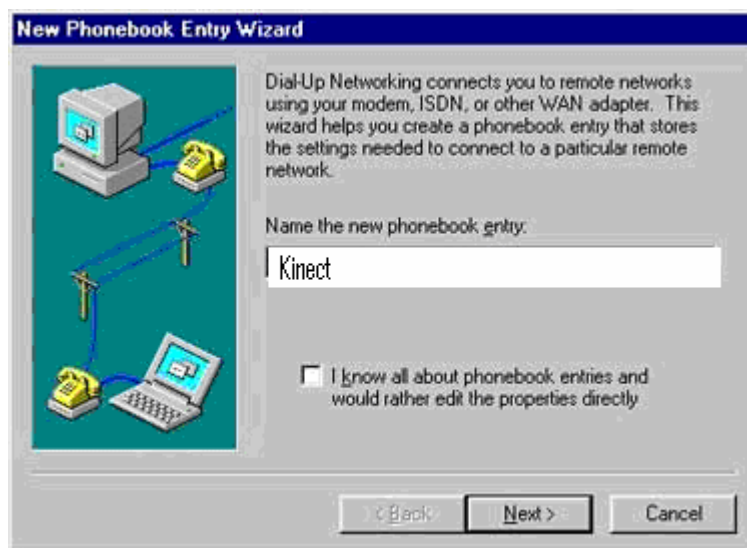 New Phonebook Entry Wizard
Dial-Up Networking connects you to remote networks
using your modem, ISDN, or other WAN adapter. This
wizard helps you create a phonebook entry that stores
the settings needed to connect to a particular remote
network.
Name the new phonebook entry:
Kinect
I know all about phonebook entries and
would rather edit the properties directly
< Back
Next >
Cancel